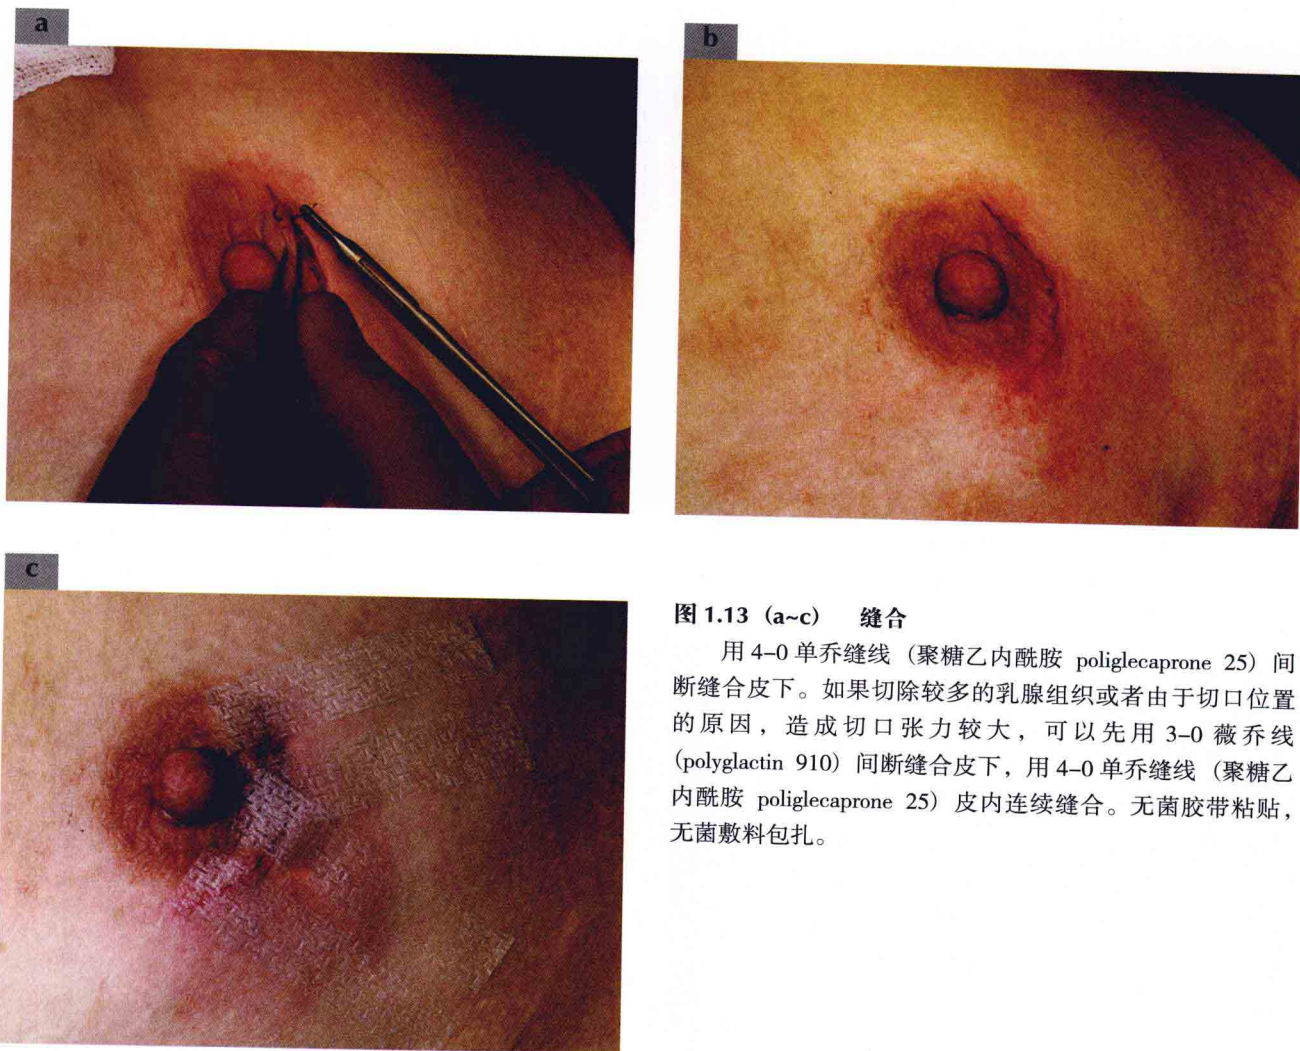 a
b
c
图 1.13 (a~c) 缝合
用 4-0 单乔缝线（聚糖乙内酰胺 poliglecaprone 25）间
断缝合皮下。如果切除较多的乳腺组织或者由于切口位置
的原因，造成切口张力较大，可以先用 3-0 薇乔线
(polyglactin 910) 间断缝合皮下，用 4-0 单乔缝线（聚糖乙
内酰胺 poliglecaprone 25）皮内连续缝合。无菌胶带粘贴，
无菌敷料包扎。